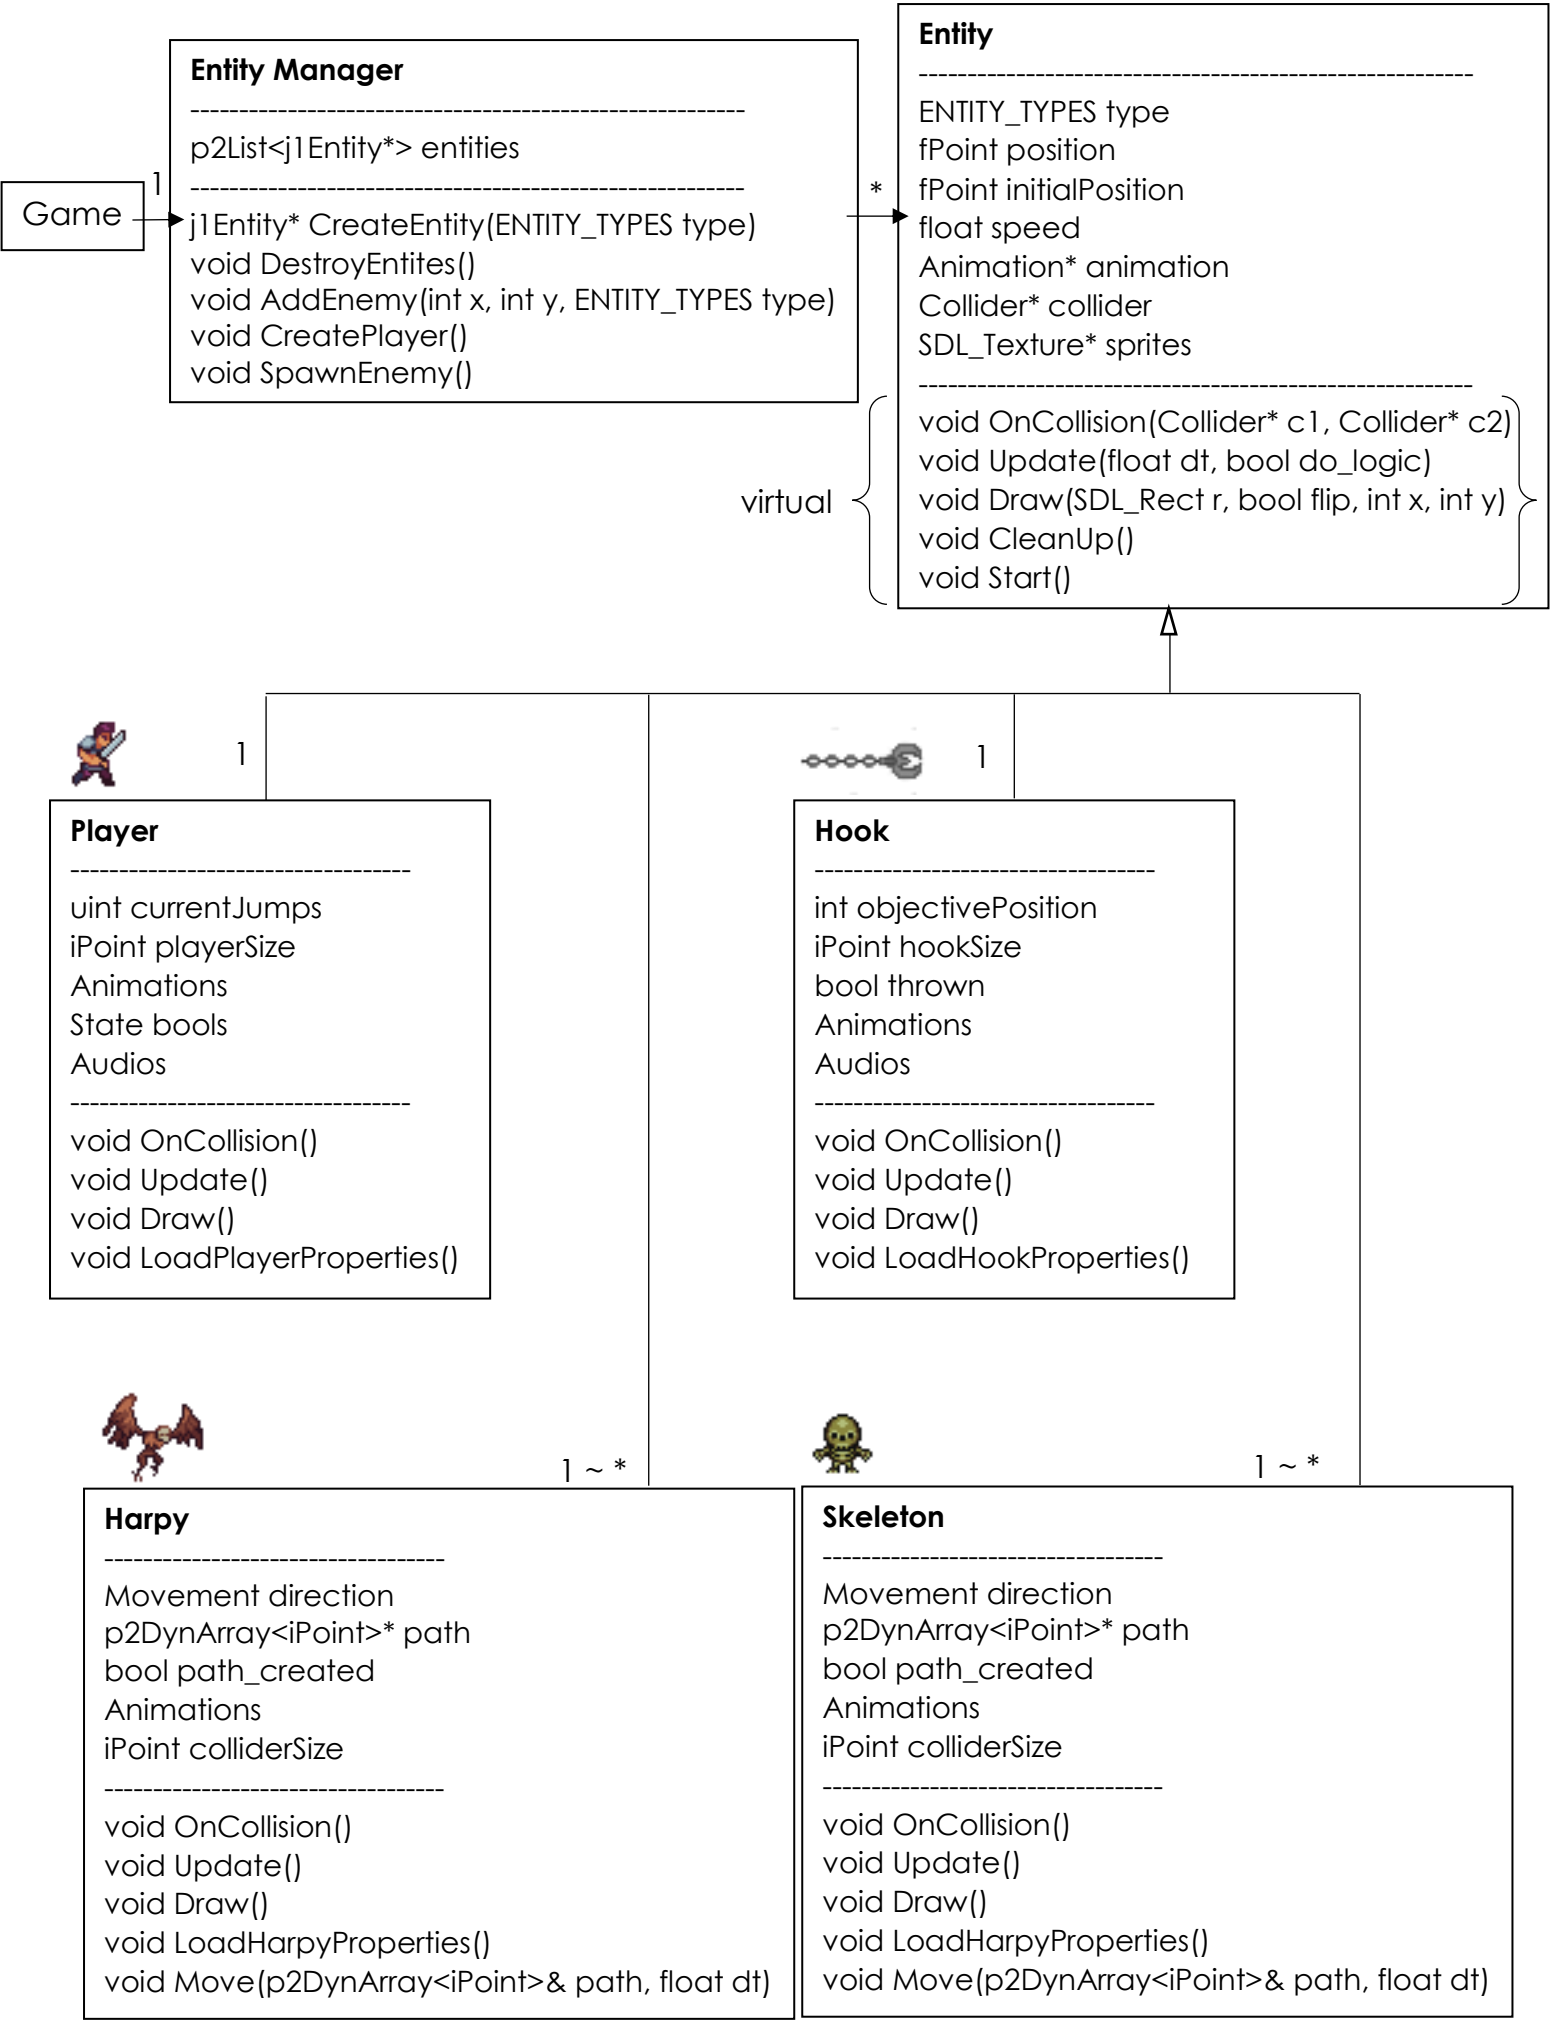 Game
1
Entity Manager
---------------------------------------------------------
p2List<j1Entity*> entities
---------------------------------------------------------
j1Entity* CreateEntity(ENTITY_TYPES type)
void DestroyEntites()
void AddEnemy(int x, int y, ENTITY_TYPES type)
void CreatePlayer()
void SpawnEnemy()
*
Entity
---------------------------------------------------------
ENTITY_TYPES type
fPoint position
fPoint initialPosition
float speed
Animation* animation
Collider* collider
SDL_Texture* sprites
---------------------------------------------------------
virtual
void OnCollision(Collider* c1, Collider* c2)
void Update(float dt, bool do_logic)
void Draw(SDL_Rect r, bool flip, int x, int y)
void CleanUp()
void Start()
1
Player
-----------------------------------
uint currentJumps
iPoint playerSize
Animations
State bools
Audios
-----------------------------------
void OnCollision()
void Update()
void Draw()
void LoadPlayerProperties()
1
Hook
-----------------------------------
int objectivePosition
iPoint hookSize
bool thrown
Animations
Audios
-----------------------------------
void OnCollision()
void Update()
void Draw()
void LoadHookProperties()
1 ~ *
Harpy
-----------------------------------
Movement direction
p2DynArray<iPoint>* path
bool path_created
Animations
iPoint colliderSize
-----------------------------------
void OnCollision()
void Update()
void Draw()
void LoadHarpyProperties()
void Move(p2DynArray<iPoint>& path, float dt)
1 ~ *
Skeleton
-----------------------------------
Movement direction
p2DynArray<iPoint>* path
bool path_created
Animations
iPoint colliderSize
-----------------------------------
void OnCollision()
void Update()
void Draw()
void LoadHarpyProperties()
void Move(p2DynArray<iPoint>& path, float dt)